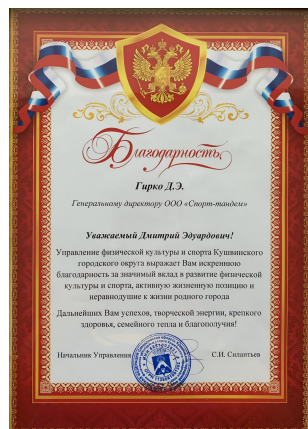 Благодарность
Гирко Д.Э.
Генеральному директору ООО «Спорт-тандем»
Уважаемый Дмитрий Эдуардович!
Управление физической культуры и спорта Кушвинского
городского округа выражает Вам искреннюю
благодарность за значимый вклад в развитие физической
культуры и спорта, активную жизненную позицию и
неравнодушие к жизни родного города
Дальнейших Вам успехов, творческой энергии, крепкого
здоровья, семейного тепла и благополучия!
Начальник Управления С.И. Силантьев